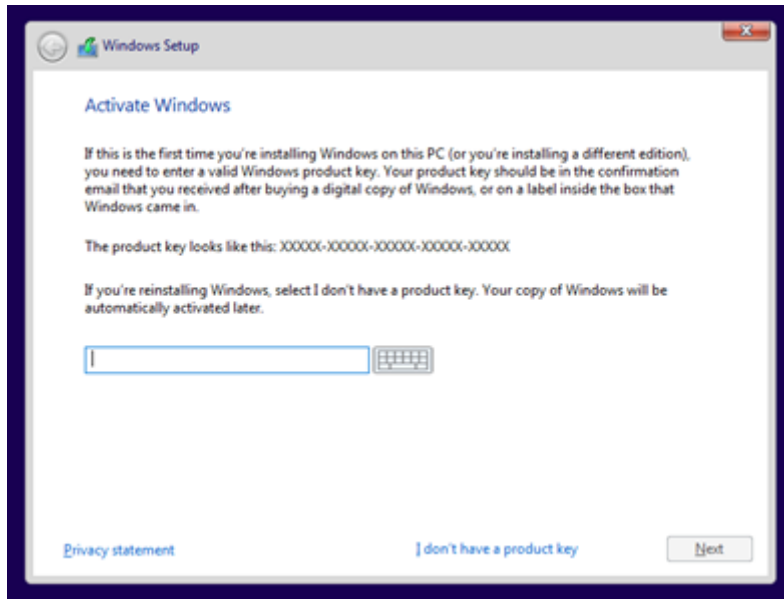 Windows Setup
Activate Windows
If this is the first time you're installing Windows on this PC (or you're installing a different edition),
you need to enter a valid Windows product key. Your product key should be in the confirmation
email that you received after buying a digital copy of Windows, or on a label inside the box that
Windows came in.
The product key looks like this: XXXXX-XXXXX-XXXXX-XXXXX-XXXXX
If you're reinstalling Windows, select I don't have a product key. Your copy of Windows will be
automatically activated later.
Privacy statement
I don't have a product key
Next